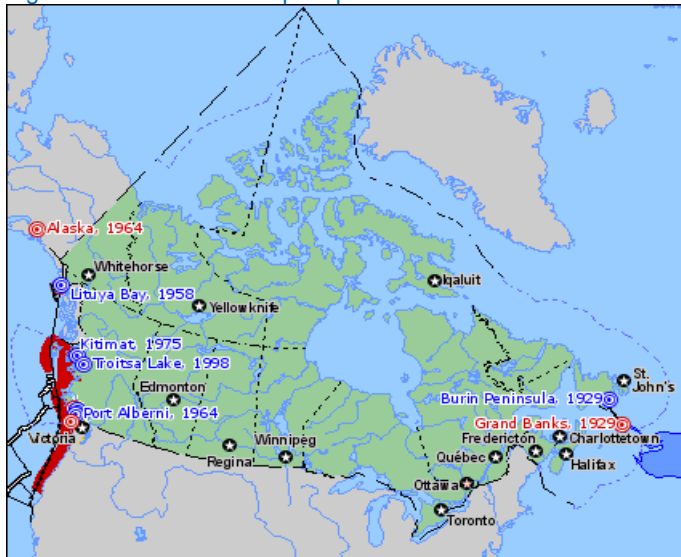 Alaska, 1964
Whitehorse
Iqaluit
Lituya Bay, 1958
Yellowknife
Kitimat, 1975
Troitsa Lake, 1998
Edmonton
St.
John's
Burin Peninsula, 1929
Port Alberni, 1964
Grand Banks, 1929
Victoria
Winnipeg
Fredericton
Charlottetown
Regina
Québec
Halifax
Ottawa
Toronto